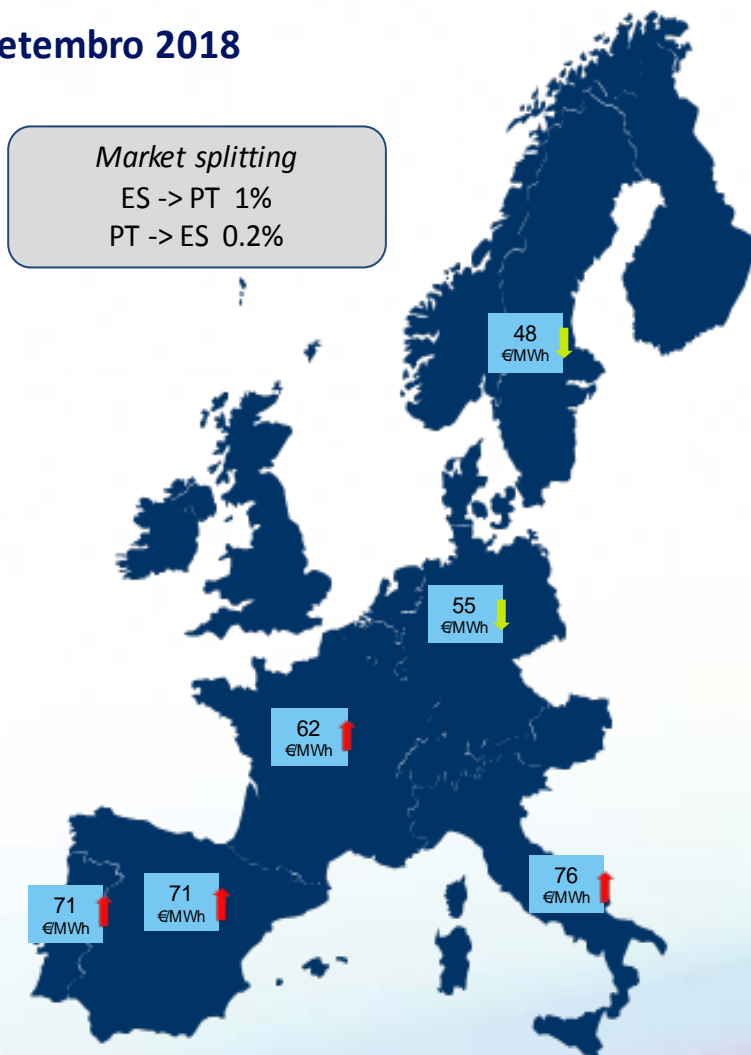 etembro 2018
Market splitting
ES -> PT 1%
PT -> ES 0.2%
48
€/MWh
55
€/MWh
62
€/MWh
71
€/MWh
71
€/MWh
76
€/MWh